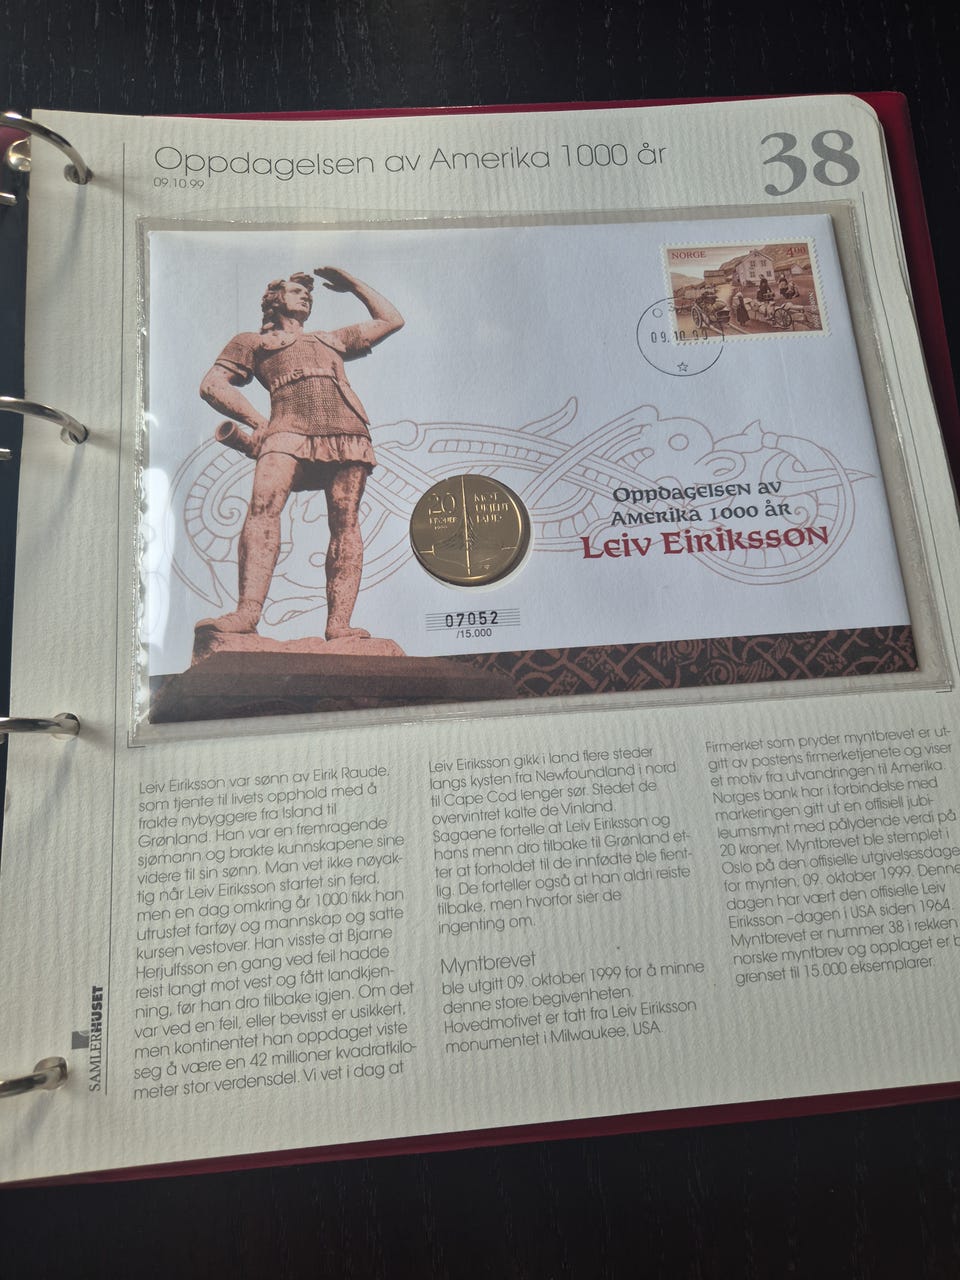 Oppdagelsen av Amerika 1000 år
09.10.99
38
NORGE
4,00
09.10.99
20
KRONER
1999
MOT
UKJENT
LAND
Oppdagelsen av
Amerika 1000 år
Leiv Eiriksson
07052
/15.000
Leiv Eiriksson var sønn av Eirik Raude,
som tjente til livets opphold med å
frakte nybyggere fra Island til
Grønland. Han var en fremragende
sjømann og brakte kunnskapene sine
videre til sin sønn. Man vet ikke nøyak-
tig når Leiv Eiriksson startet sin ferd,
men en dag omkring år 1000 fikk han
utrustet fartøy og mannskap og satte
kursen vestover. Han visste at Bjarne
Herjulfsson en gang ved feil hadde
reist langt mot vest og fått landkjen-
ning, før han dro tilbake igjen. Om det
var ved en feil, eller bevisst er usikkert,
men kontinentet han oppdaget viste
seg å være en 42 millioner kvadratkilo-
meter stor verdensdel. Vi vet i dag at
Leiv Eiriksson gikk i land flere steder
langs kysten fra Newfoundland i nord
til Cape Cod lenger sør. Stedet de
overvintret kalte de Vinland.
Sagaene fortelle at Leiv Eiriksson og
hans menn dro tilbake til Grønland et-
ter at forholdet til de innfødte ble fient-
lig. De forteller også at han aldri reiste
tilbake, men hvorfor sier de
ingenting om.
Myntbrevet
ble utgitt 09. oktober 1999 for å minne
denne store begivenheten.
Hovedmotivet er tatt fra Leiv Eiriksson
monumentet i Milwaukee, USA.
Firmerket som pryder myntbrevet er ut-
gitt av postens firmerketjenete og viser
et motiv fra utvandringen til Amerika.
Norges bank har i forbindelse med
markeringen gitt ut en offisiell jubi-
leumsmynt med pålydende verdi på
20 kroner. Myntbrevet ble stemplet i
Oslo på den offisielle utgivelsesdage
for mynten, 09. oktober 1999. Denne
dagen har vært den offisielle Leiv
Eiriksson –dagen i USA siden 1964.
Myntbrevet er nummer 38 i rekken
norske myntbrev og opplaget er b
grenset til 15.000 eksemplarer.
SAMLERHUSET